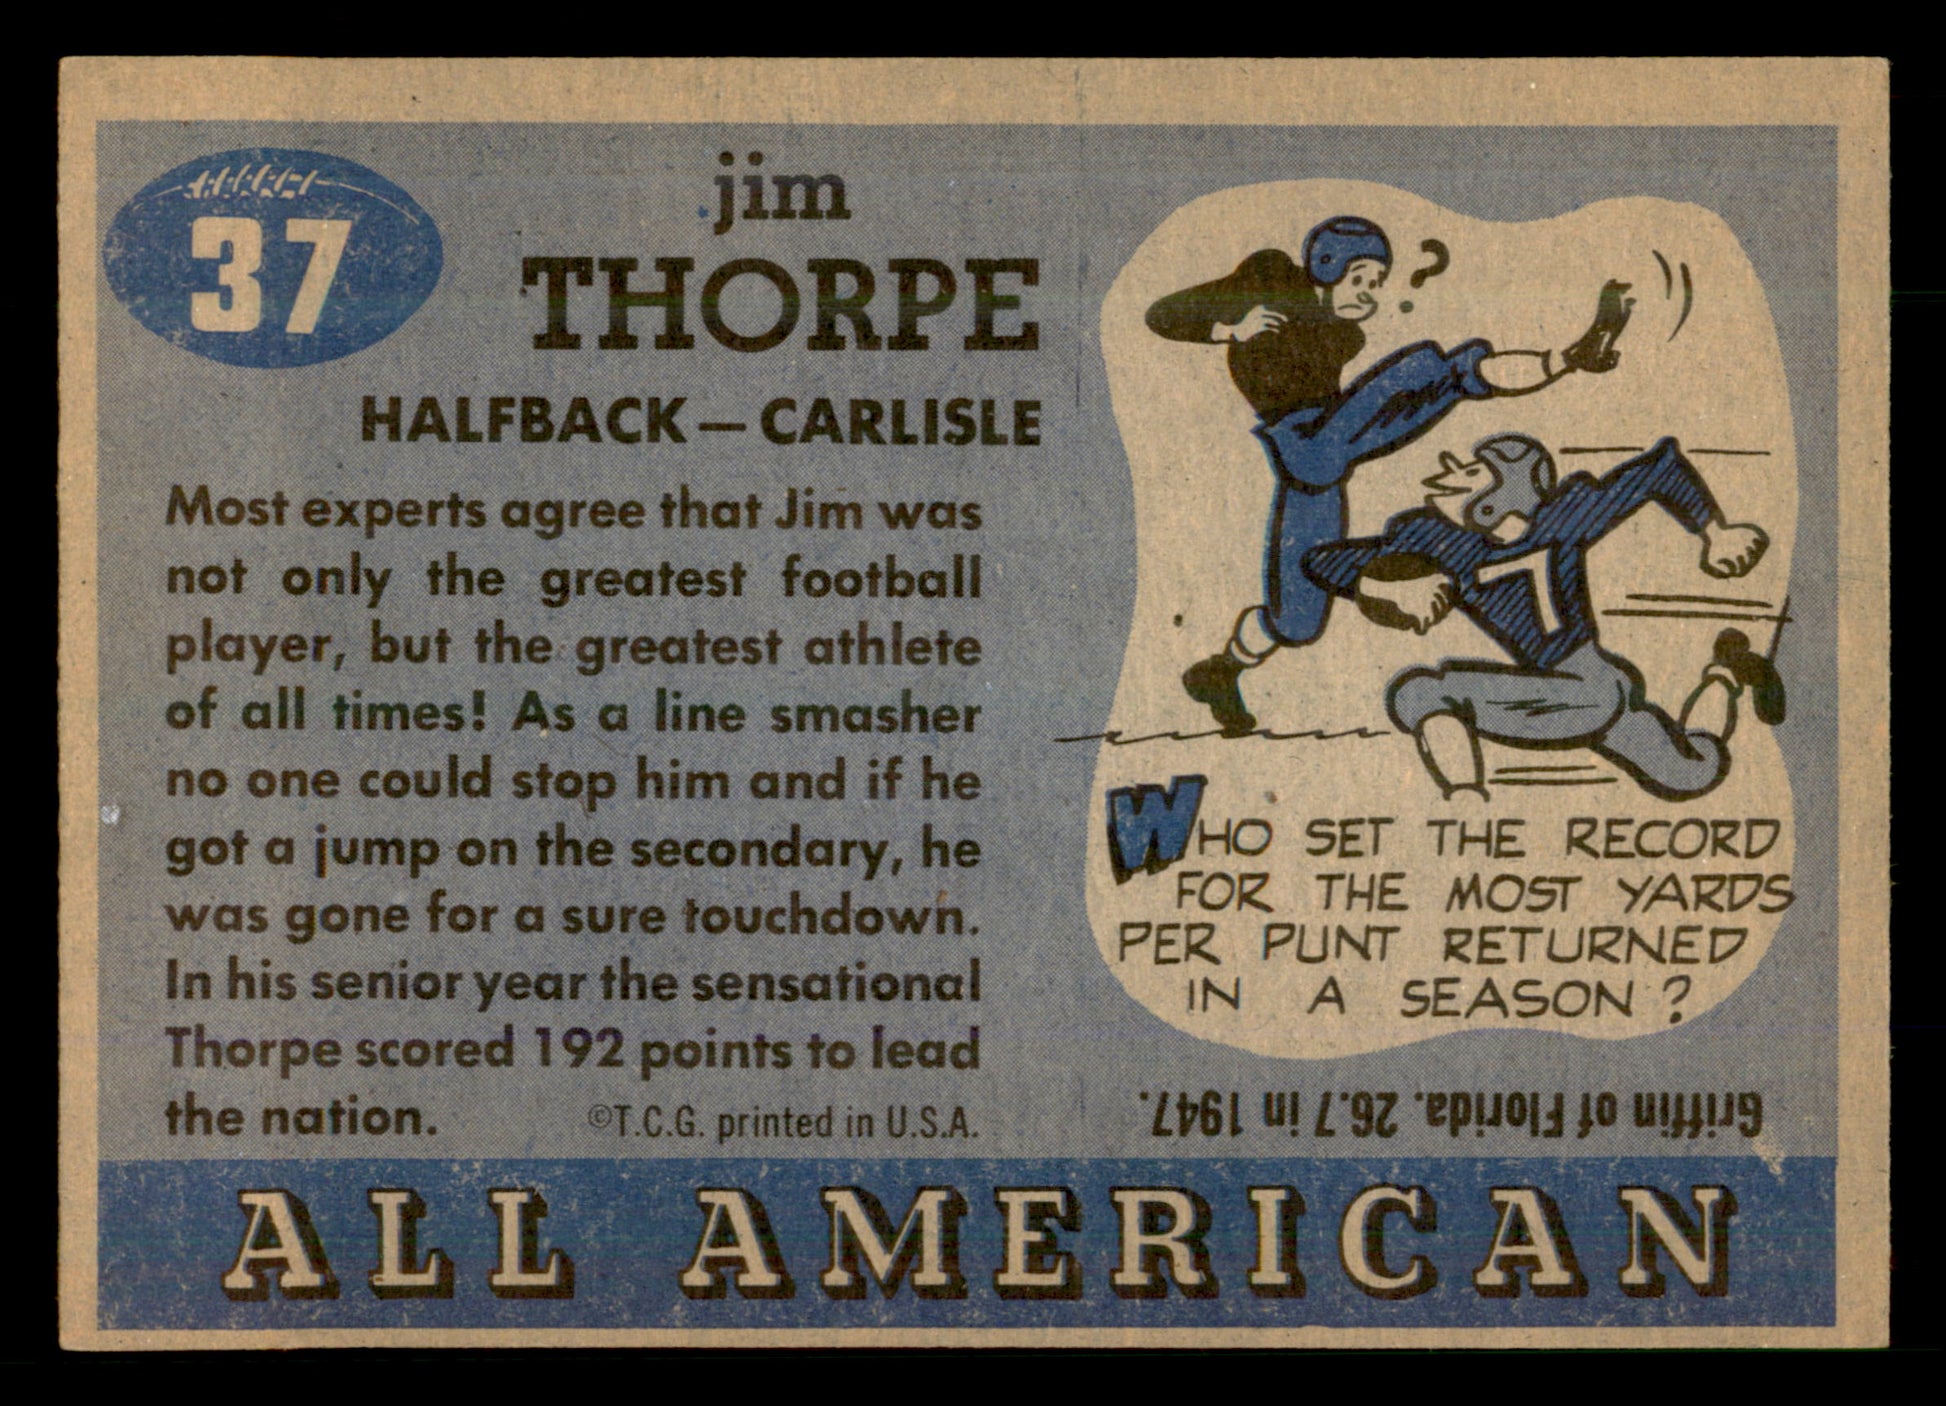 37
jim
THORPE
HALFBACK — CARLISLE
Most experts agree that Jim was
not only the greatest football
player, but the greatest athlete
of all times! As a line smasher
no one could stop him and if he
got a jump on the secondary, he
was gone for a sure touchdown.
In his senior year the sensational
Thorpe scored 192 points to lead
the nation.
©T.C.G. printed in U.S.A.
?
7
WHO SET THE RECORD
FOR THE MOST YARDS
PER PUNT RETURNED
IN A SEASON?
Griffin of Florida. 26.7 in 1947.
ALL AMERICAN